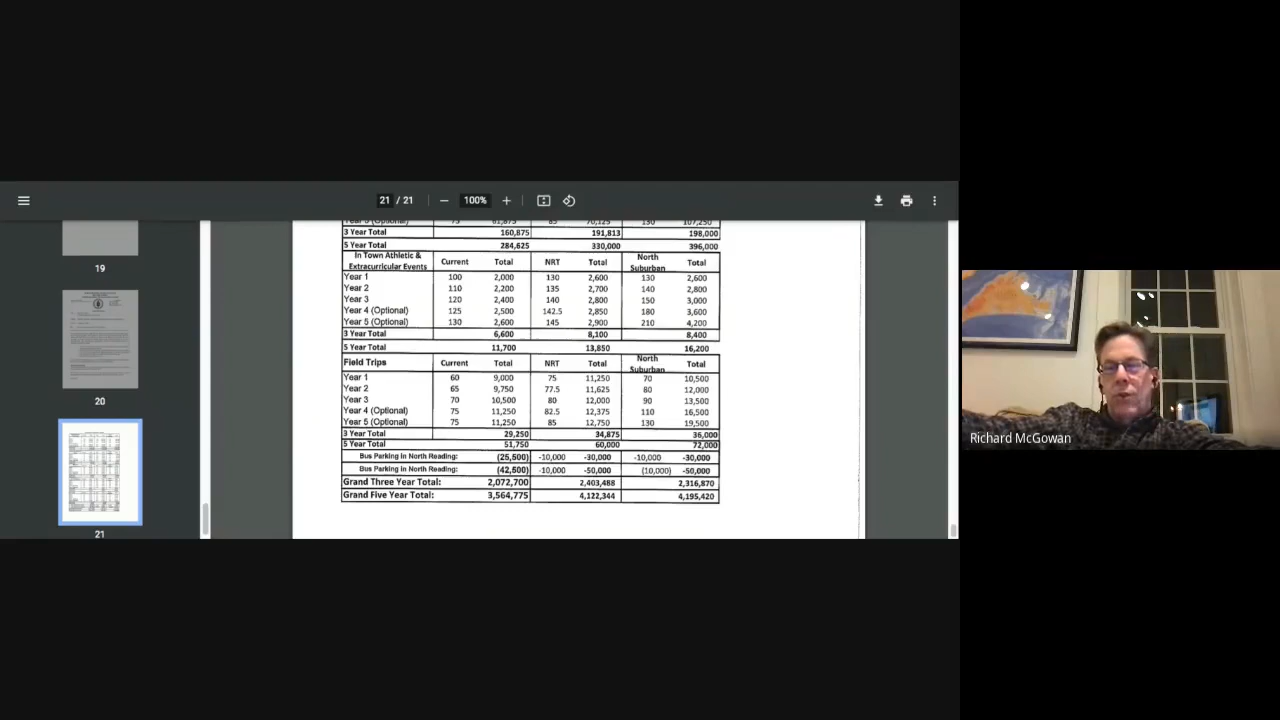 21 / 21 100%
19
20
21
Year 5 (Optional) 75 61,875 85 70,125 130 107,250
3 Year Total 160,875 191,813 198,000
5 Year Total 284,625 330,000 396,000
In Town Athletic & Extracurricular Events Current Total NRT Total North Suburban Total
Year 1 100 2,000 130 2,600 130 2,600
Year 2 110 2,200 135 2,700 140 2,800
Year 3 120 2,400 140 2,800 150 3,000
Year 4 (Optional) 125 2,500 142.5 2,850 180 3,600
Year 5 (Optional) 130 2,600 145 2,900 210 4,200
3 Year Total 6,600 8,100 8,400
5 Year Total 11,700 13,850 16,200
Field Trips Current Total NRT Total North Suburban Total
Year 1 60 9,000 75 11,250 70 10,500
Year 2 65 9,750 77.5 11,625 80 12,000
Year 3 70 10,500 80 12,000 90 13,500
Year 4 (Optional) 75 11,250 82.5 12,375 110 16,500
Year 5 (Optional) 75 11,250 85 12,750 130 19,500
3 Year Total 29,250 34,875 36,000
5 Year Total 51,750 60,000 72,000
Bus Parking in North Reading: (25,500) -10,000 -30,000 -10,000 -30,000
Bus Parking in North Reading: (42,500) -10,000 -50,000 (10,000) -50,000
Grand Three Year Total: 2,072,700 2,403,488 2,316,870
Grand Five Year Total: 3,564,775 4,122,344 4,195,420
Richard McGowan